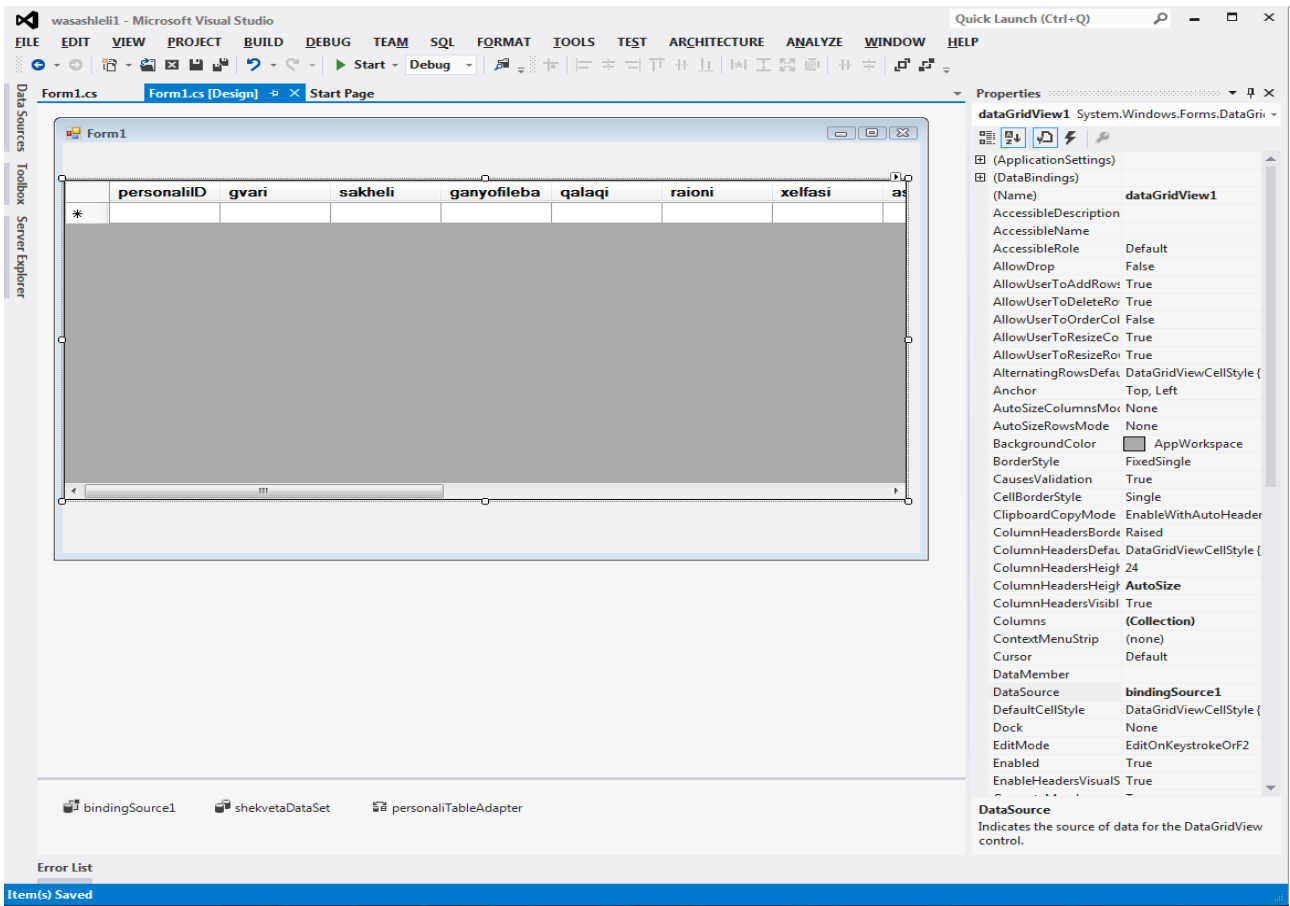 wasashleli1 - Microsoft Visual Studio
Quick Launch (Ctrl+Q)
FILE EDIT VIEW PROJECT BUILD DEBUG TEAM SQL FORMAT TOOLS TEST ARCHITECTURE ANALYZE WINDOW HELP
Start Debug
Data Sources
Toolbox
Server Explorer
Form1.cs
Form1.cs [Design]
Start Page
Form1
personaliID gvari sakheli ganyofileba qalaqi raioni xelfasi as
bindingSource1 shekvetaDataSet personaliTableAdapter
Error List
Item(s) Saved
Properties
dataGridView1 System.Windows.Forms.DataGri
(ApplicationSettings)
(DataBindings)
(Name) dataGridView1
AccessibleDescription
AccessibleName
AccessibleRole Default
AllowDrop False
AllowUserToAddRows True
AllowUserToDeleteRo True
AllowUserToOrderCol False
AllowUserToResizeCo True
AllowUserToResizeRo True
AlternatingRowsDefau DataGridViewCellStyle {
Anchor Top, Left
AutoSizeColumnsMod None
AutoSizeRowsMode None
BackgroundColor AppWorkspace
BorderStyle FixedSingle
CausesValidation True
CellBorderStyle Single
ClipboardCopyMode EnableWithAutoHeader
ColumnHeadersBorde Raised
ColumnHeadersDefau DataGridViewCellStyle {
ColumnHeadersHeigh 24
ColumnHeadersHeigh AutoSize
ColumnHeadersVisibl True
Columns (Collection)
ContextMenuStrip (none)
Cursor Default
DataMember
DataSource bindingSource1
DefaultCellStyle DataGridViewCellStyle {
Dock None
EditMode EditOnKeystrokeOrF2
Enabled True
EnableHeadersVisualS True
DataSource
Indicates the source of data for the DataGridView
control.